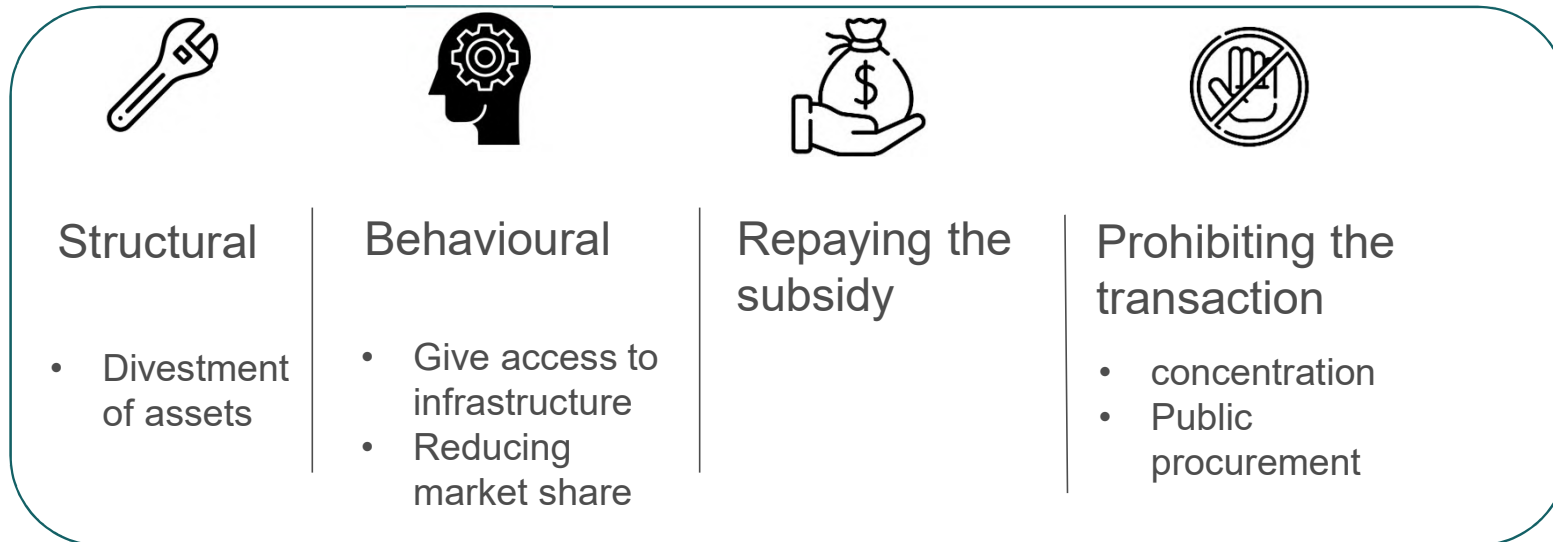 $
Structural
• Divestment
of assets
Behavioural
• Give access to
infrastructure
• Reducing
market share
Repaying the
subsidy
Prohibiting the
transaction
• concentration
• Public
procurement